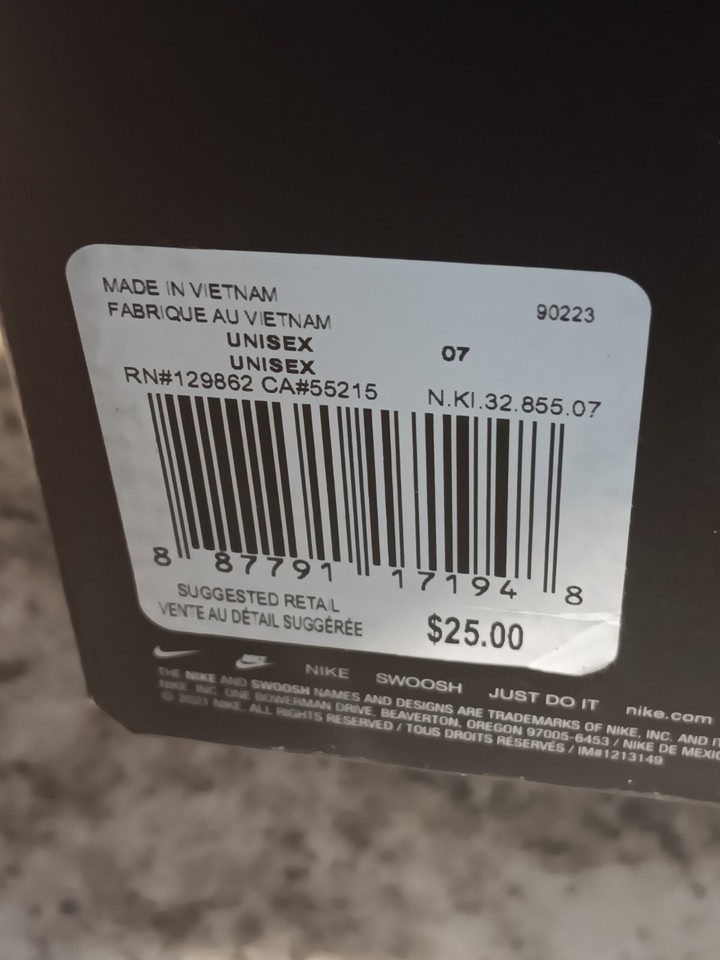 MADE IN VIETNAM
FABRIQUE AU VIETNAM
90223
UNISEX
UNISEX
07
RN#129862 CA#55215
N.KI.32.855.07
8 87791 17194 8
SUGGESTED RETAIL
VENTE AU DÉTAIL SUGGÉRÉE
$25.00
NIKE SWOOSH JUST DO IT nike.com
THE NIKE AND SWOOSH NAMES AND DESIGNS ARE TRADEMARKS OF NIKE, INC. AND
NIKE, INC. ONE BOWERMAN DRIVE, BEAVERTON, OREGON 97005-6453 / NIKE DE
© 2021 NIKE, ALL RIGHTS RESERVED / TOUS DROITS RÉSERVÉS / IM#1213149